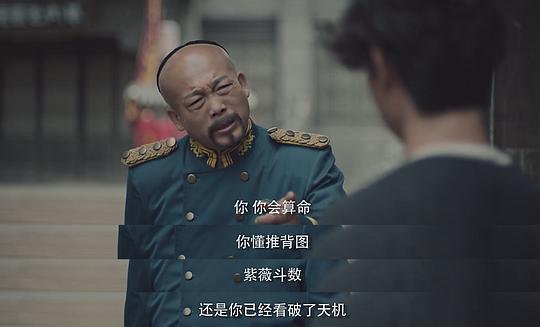 你 你会算命
你懂推背图
紫薇斗数
还是你已经看破了天机